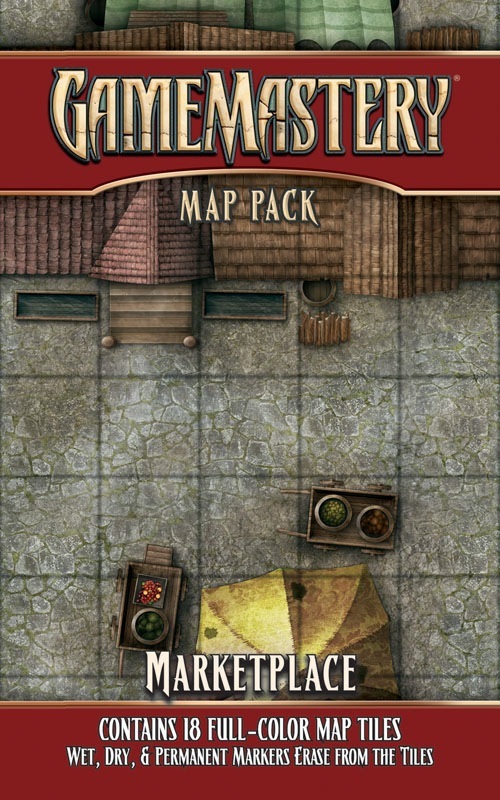 GAMEMASTERY®
MAP PACK
MARKETPLACE
CONTAINS 18 FULL-COLOR MAP TILES
WET, DRY, & PERMANENT MARKERS ERASE FROM THE TILES